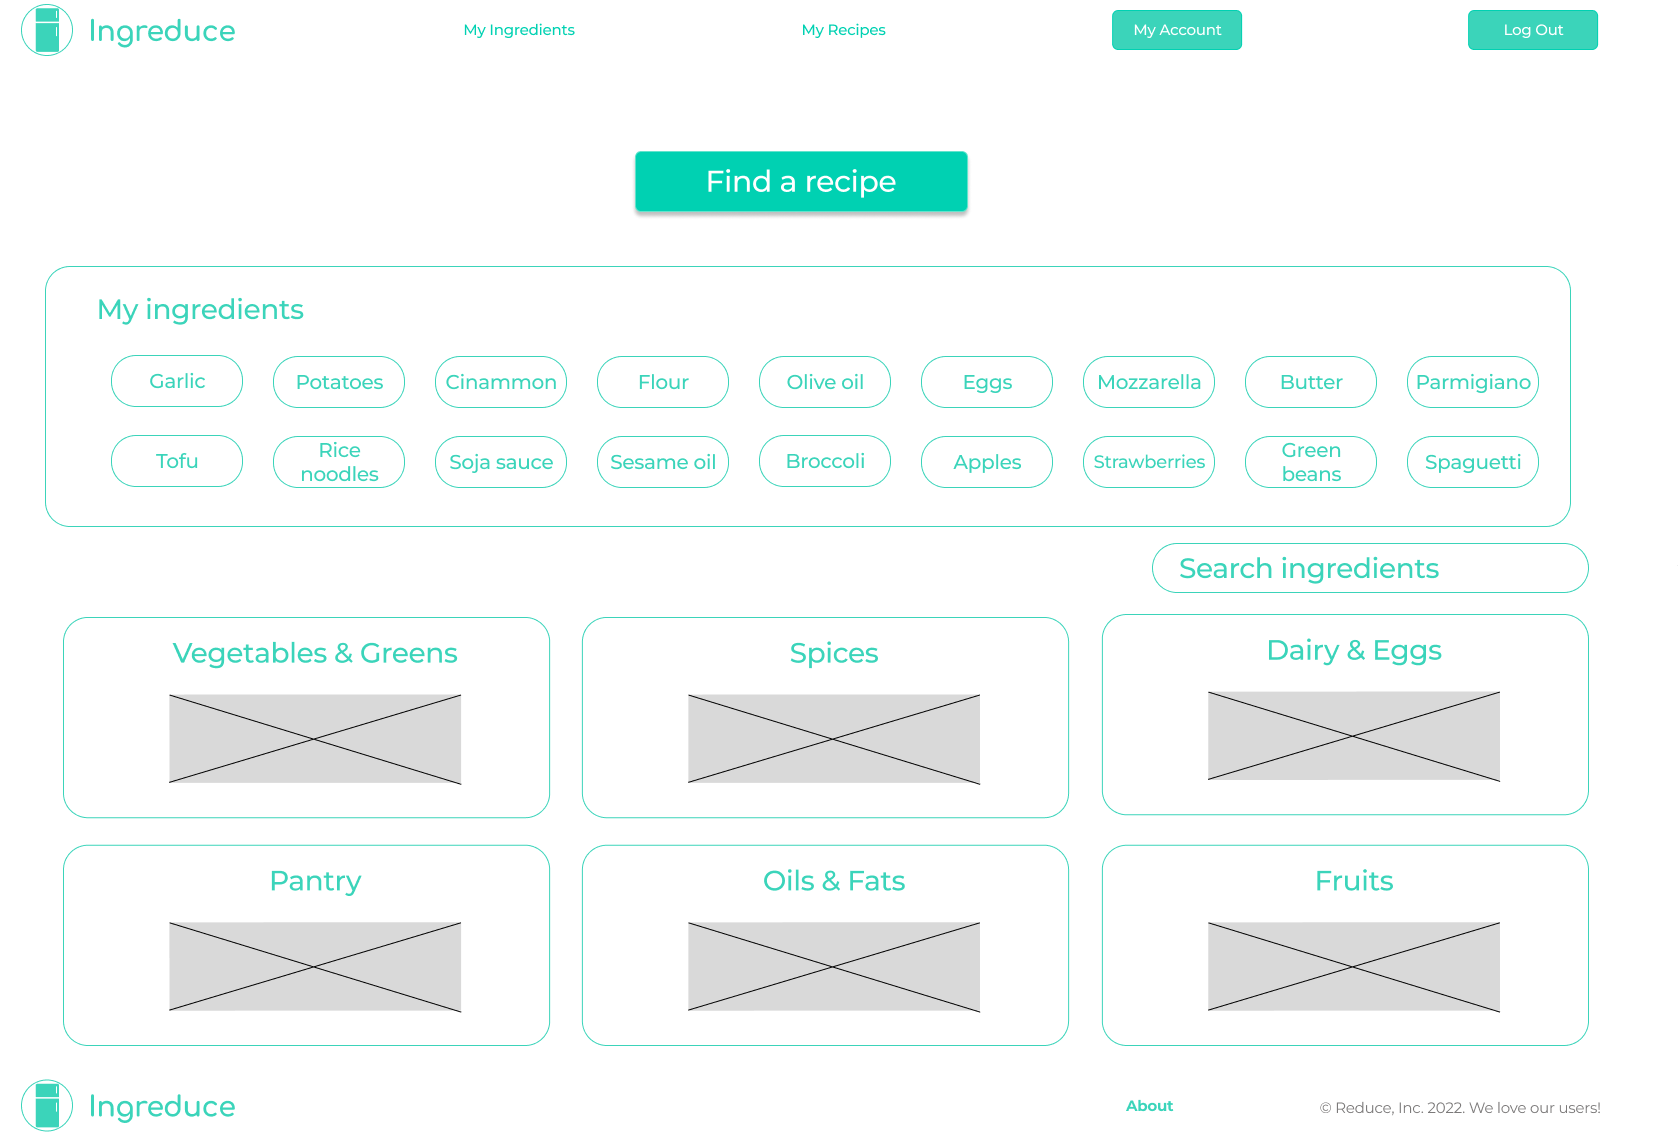 Ingreduce
My Ingredients
My Recipes
My Account
Log Out
Find a recipe
My ingredients
Garlic
Potatoes
Cinammon
Flour
Olive oil
Eggs
Mozzarella
Butter
Parmigiano
Tofu
Rice
noodles
Soja sauce
Sesame oil
Broccoli
Apples
Strawberries
Green
beans
Spaguetti
Search ingredients
Vegetables & Greens
Spices
Dairy & Eggs
Pantry
Oils & Fats
Fruits
Ingreduce
About
© Reduce, Inc. 2022. We love our users!